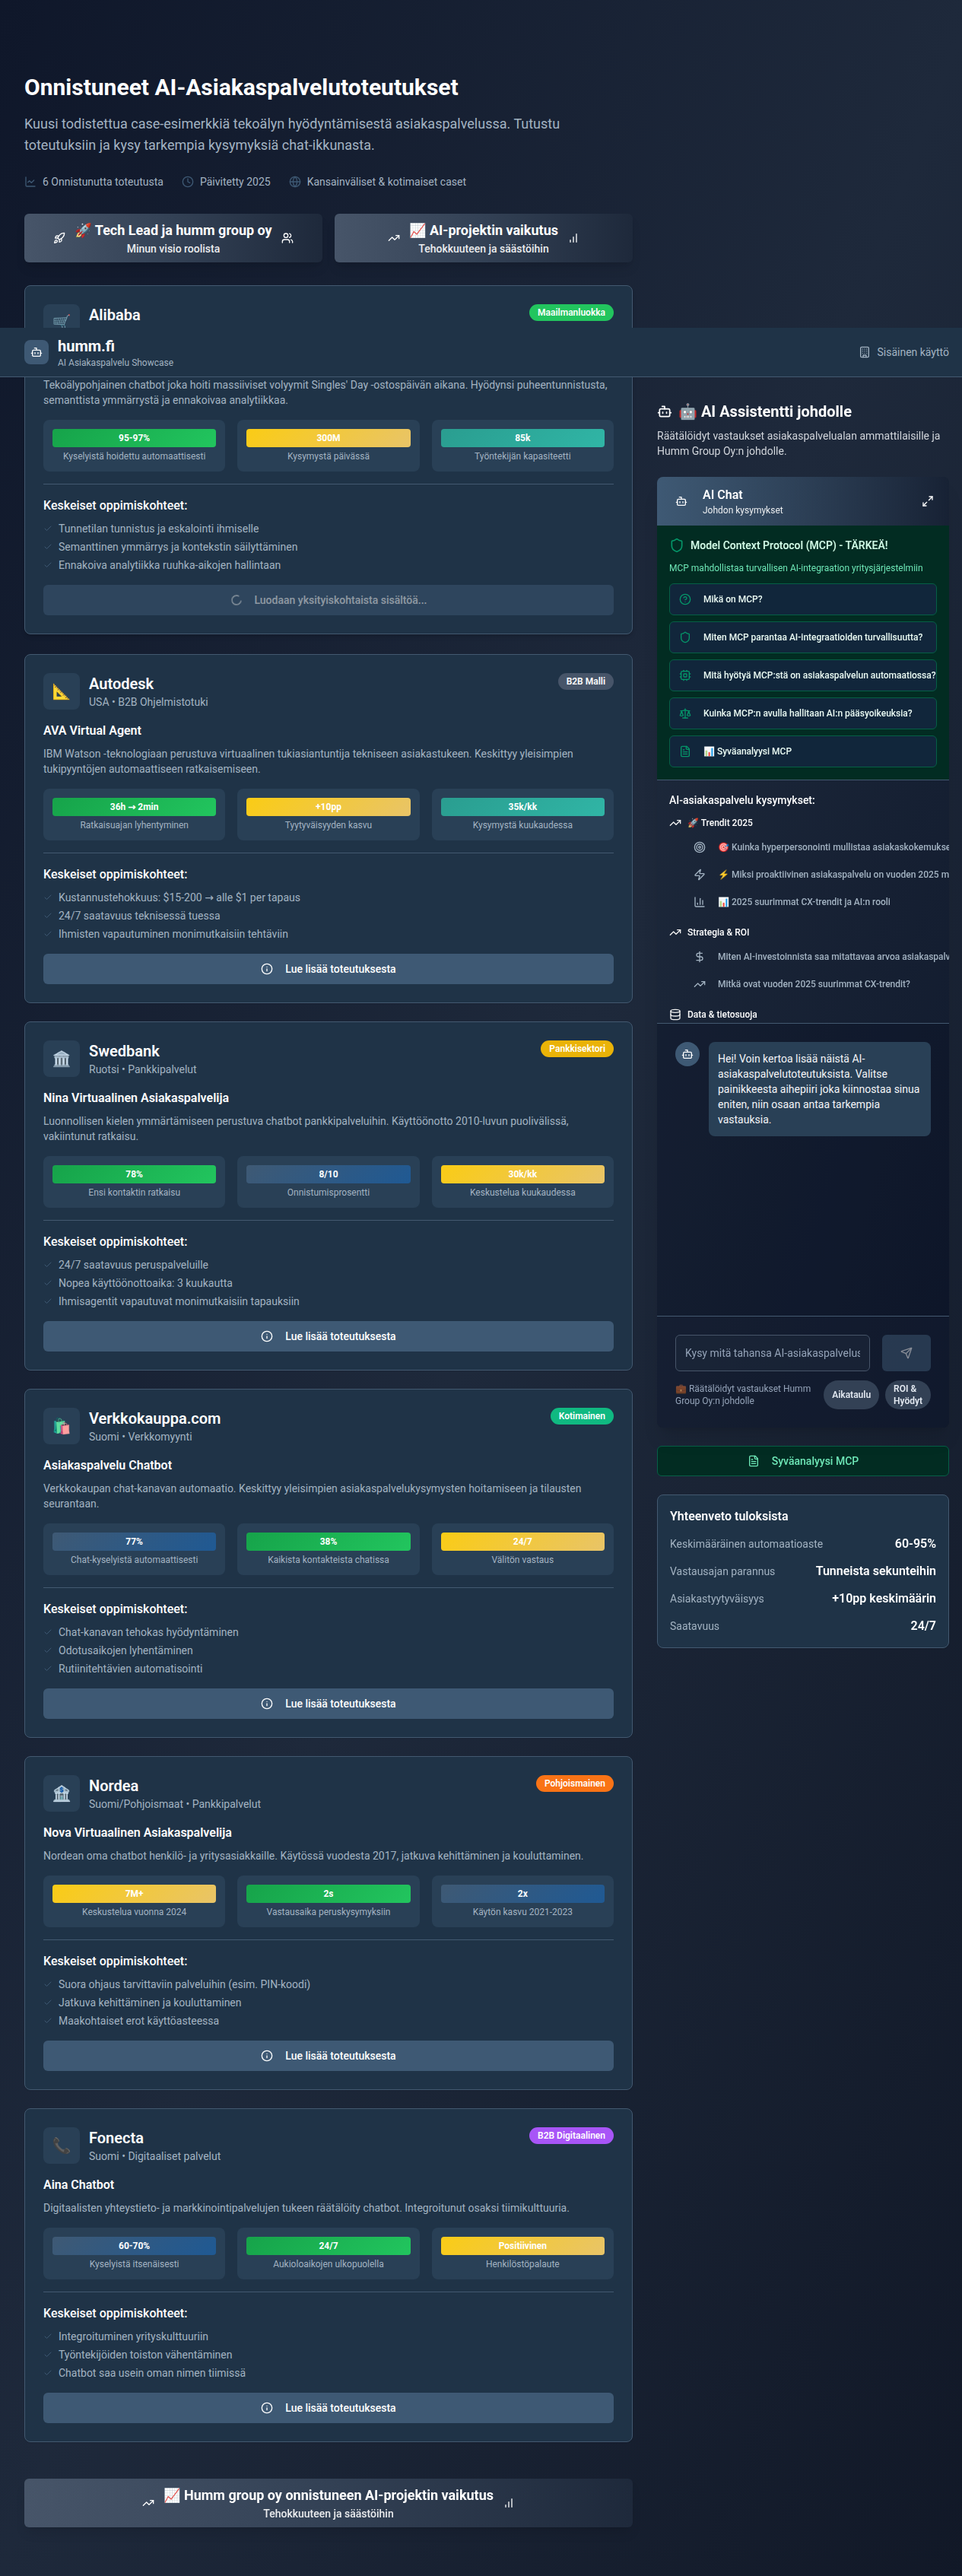 Onnistuneet AI-Asiakaspalvelutoteutukset
Kuusi todistettua case-esimerkkiä tekoälyn hyödyntämisestä asiakaspalvelussa. Tutustu
toteutuksiin ja kysy tarkempia kysymyksiä chat-ikkunasta.
6 Onnistunutta toteutusta
Päivitetty 2025
Kansainväliset & kotimaiset caset
🚀 Tech Lead ja humm group oy
Minun visio roolista
📈 AI-projektin vaikutus
Tehokkuuteen ja säästöihin
Alibaba
Maailmanluokka
humm.fi
AI Asiakaspalvelu Showcase
Sisäinen käyttö
Tekoälypohjainen chatbot joka hoiti massiiviset volyymit Singles' Day -ostospäivän aikana. Hyödynsi puheentunnistusta,
semanttista ymmärrystä ja ennakoivaa analytiikkaa.
95-97%
Kyselyistä hoidettu automaattisesti
300M
Kysymystä päivässä
85k
Työntekijän kapasiteetti
Keskeiset oppimiskohteet:
Tunnetilan tunnistus ja eskalointi ihmiselle
Semanttinen ymmärrys ja kontekstin säilyttäminen
Ennakoiva analytiikka ruuhka-aikojen hallintaan
Luodaan yksityiskohtaista sisältöä...
Autodesk
USA • B2B Ohjelmistotuki
B2B Malli
AVA Virtual Agent
IBM Watson -teknologiaan perustuva virtuaalinen tukiasiantuntija tekniseen asiakastukeen. Keskittyy yleisimpien
tukipyyntöjen automaattiseen ratkaisemiseen.
36h → 2min
Ratkaisuajan lyhentyminen
+10pp
Tyytyväisyyden kasvu
35k/kk
Kysymystä kuukaudessa
Keskeiset oppimiskohteet:
Kustannustehokkuus: $15-200 → alle $1 per tapaus
24/7 saatavuus teknisessä tuessa
Ihmisten vapautuminen monimutkaisiin tehtäviin
Lue lisää toteutuksesta
Swedbank
Ruotsi • Pankkipalvelut
Pankkisektori
Nina Virtuaalinen Asiakaspalvelija
Luonnollisen kielen ymmärtämiseen perustuva chatbot pankkipalveluihin. Käyttöönotto 2010-luvun puolivälissä,
vakiintunut ratkaisu.
78%
Ensi kontaktin ratkaisu
8/10
Onnistumisprosentti
30k/kk
Keskustelua kuukaudessa
Keskeiset oppimiskohteet:
24/7 saatavuus peruspalveluille
Nopea käyttöönottoaika: 3 kuukautta
Ihmisagentit vapautuvat monimutkaisiin tapauksiin
Lue lisää toteutuksesta
Verkkokauppa.com
Suomi • Verkkomyynti
Kotimainen
Asiakaspalvelu Chatbot
Verkkokaupan chat-kanavan automaatio. Keskittyy yleisimpien asiakaspalvelukysymysten hoitamiseen ja tilausten
seurantaan.
77%
Chat-kyselyistä automaattisesti
38%
Kaikista kontakteista chatissa
24/7
Välitön vastaus
Keskeiset oppimiskohteet:
Chat-kanavan tehokas hyödyntäminen
Odotusaikojen lyhentäminen
Rutiinitehtävien automatisointi
Lue lisää toteutuksesta
Nordea
Suomi/Pohjoismaat • Pankkipalvelut
Pohjoismainen
Nova Virtuaalinen Asiakaspalvelija
Nordean oma chatbot henkilö- ja yritysasiakkaille. Käytössä vuodesta 2017, jatkuva kehittäminen ja kouluttaminen.
7M+
Keskustelua vuonna 2024
2s
Vastausaika peruskysymyksiin
2x
Käytön kasvu 2021-2023
Keskeiset oppimiskohteet:
Suora ohjaus tarvittaviin palveluihin (esim. PIN-koodi)
Jatkuva kehittäminen ja kouluttaminen
Maakohtaiset erot käyttöasteessa
Lue lisää toteutuksesta
Fonecta
Suomi • Digitaaliset palvelut
B2B Digitaalinen
Aina Chatbot
Digitaalisten yhteystieto- ja markkinointipalvelujen tukeen räätälöity chatbot. Integroitunut osaksi tiimikulttuuria.
60-70%
Kyselyistä itsenäisesti
24/7
Aukioloaikojen ulkopuolella
Positiivinen
Henkilöstöpalaute
Keskeiset oppimiskohteet:
Integroituminen yrityskulttuuriin
Työntekijöiden toiston vähentäminen
Chatbot saa usein oman nimen tiimissä
Lue lisää toteutuksesta
📈 Humm group oy onnistuneen AI-projektin vaikutus
Tehokkuuteen ja säästöihin
🤖 AI Assistentti johdolle
Räätälöidyt vastaukset asiakaspalvelualan ammattilaisille ja
Humm Group Oy:n johdolle.
AI Chat
Johdon kysymykset
Model Context Protocol (MCP) - TÄRKEÄ!
MCP mahdollistaa turvallisen AI-integraation yritysjärjestelmiin
Mikä on MCP?
Miten MCP parantaa AI-integraatioiden turvallisuutta?
Mitä hyötyä MCP:stä on asiakaspalvelun automaatiossa?
Kuinka MCP:n avulla hallitaan AI:n pääsyoikeuksia?
📊 Syväanalyysi MCP
AI-asiakaspalvelu kysymykset:
🚀 Trendit 2025
🎯 Kuinka hyperpersonointi mullistaa asiakaskokemukse
⚡ Miksi proaktiivinen asiakaspalvelu on vuoden 2025 m
📊 2025 suurimmat CX-trendit ja AI:n rooli
Strategia & ROI
Miten AI-investoinnista saa mitattavaa arvoa asiakaspalv
Mitkä ovat vuoden 2025 suurimmat CX-trendit?
Data & tietosuoja
Hei! Voin kertoa lisää näistä AI-
asiakaspalvelutoteutuksista. Valitse
painikkeesta aihepiiri joka kiinnostaa sinua
eniten, niin osaan antaa tarkempia
vastauksia.
Kysy mitä tahansa AI-asiakaspalvelus
💼 Räätälöidyt vastaukset Humm
Group Oy:n johdolle
Aikataulu
ROI &
Hyödyt
Syväanalyysi MCP
Yhteenveto tuloksista
Keskimääräinen automaatioaste
60-95%
Vastausajan parannus
Tunneista sekunteihin
Asiakastyytyväisyys
+10pp keskimäärin
Saatavuus
24/7